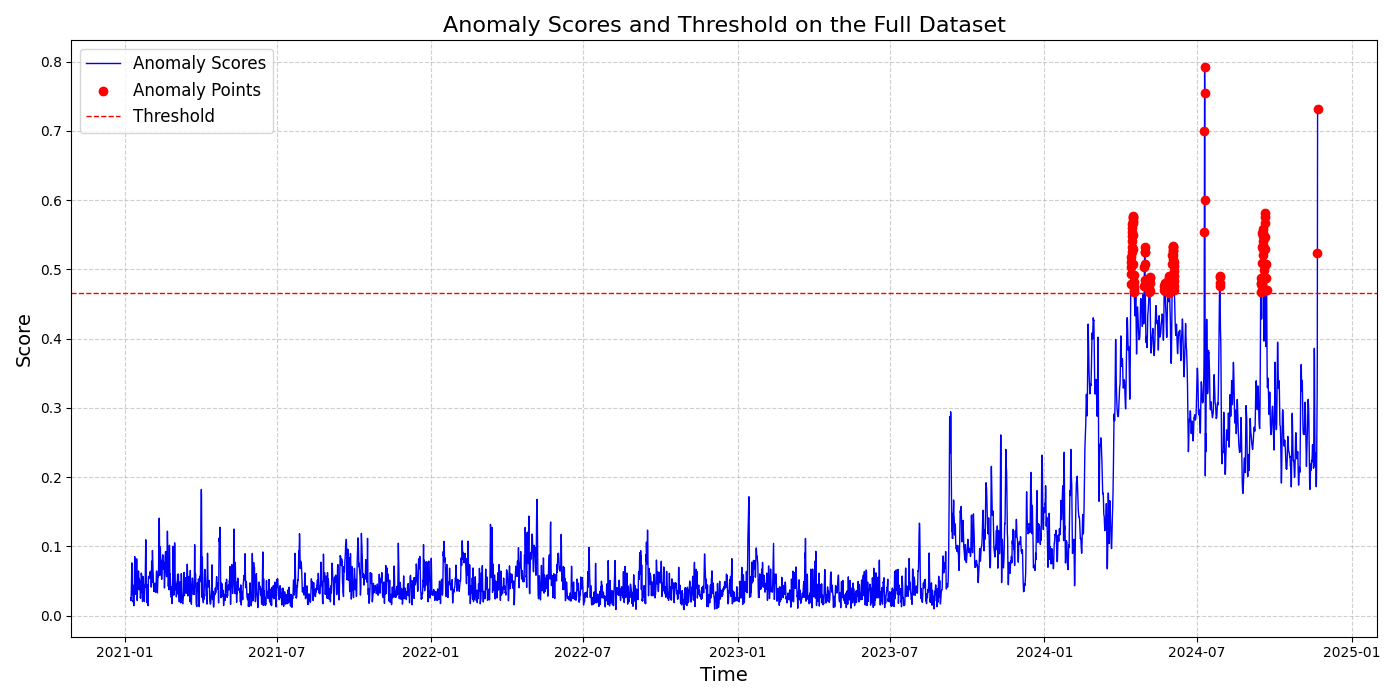 Anomaly Scores and Threshold on the Full Dataset
Anomaly Scores
Anomaly Points
Threshold
Score
0.8
0.7
0.6
0.5
0.4
0.3
0.2
0.1
0.0
2021-01 2021-07 2022-01 2022-07 2023-01 2023-07 2024-01 2024-07 2025-01
Time